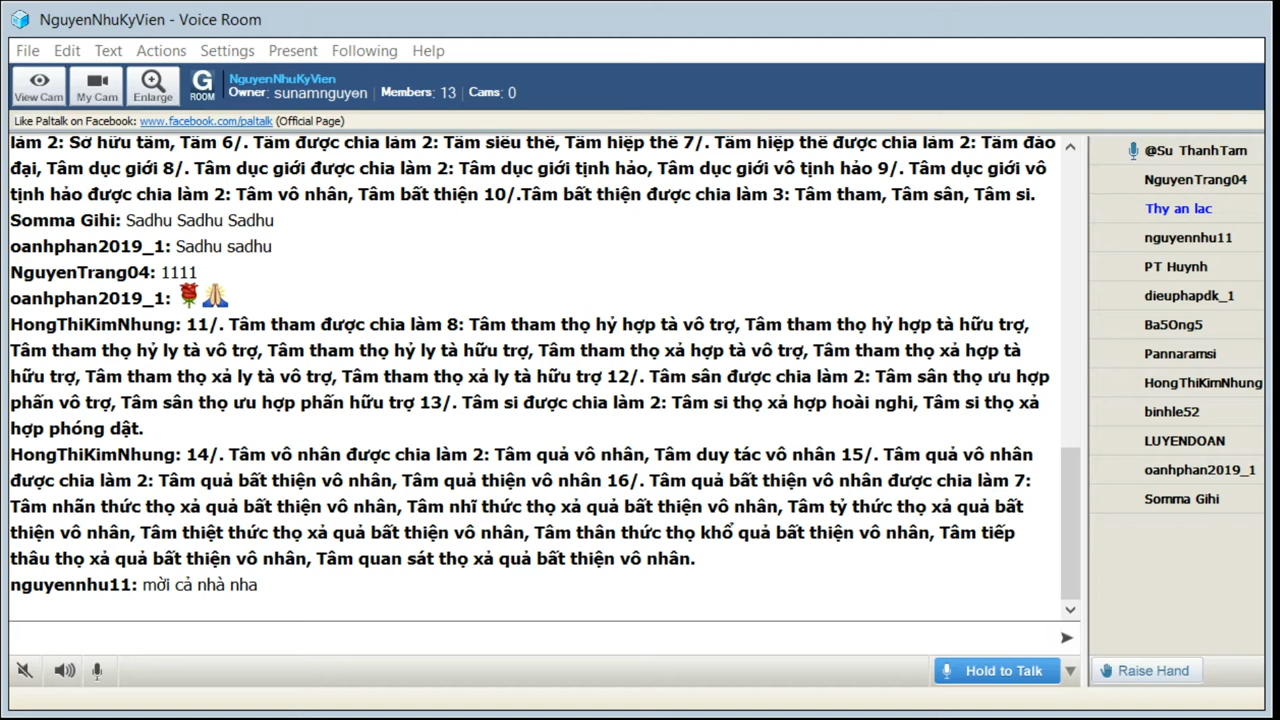 NguyenNhuKyVien - Voice Room
File Edit Text Actions Settings Present Following Help
View Cam My Cam Enlarge G ROOM NguyenNhuKyVien
Owner: sunamnguyen | Members: 13 | Cams: 0
Like Paltalk on Facebook: www.facebook.com/paltalk (Official Page)
làm 2: Sở hữu tâm, Tâm 6/. Tâm được chia làm 2: Tâm siêu thế, Tâm hiệp thế 7/. Tâm hiệp thế được chia làm 2: Tâm đáo
đại, Tâm dục giới 8/. Tâm dục giới được chia làm 2: Tâm dục giới tịnh hảo, Tâm dục giới vô tịnh hảo 9/. Tâm dục giới vô
tịnh hảo được chia làm 2: Tâm vô nhân, Tâm bất thiện 10/.Tâm bất thiện được chia làm 3: Tâm tham, Tâm sân, Tâm si.
Somma Gihi: Sadhu Sadhu Sadhu
oanhphan2019_1: Sadhu sadhu
NguyenTrang04: 1111
oanhphan2019_1: 🌹🙏
HongThiKimNhung: 11/. Tâm tham được chia làm 8: Tâm tham thọ hỷ hợp tà vô trợ, Tâm tham thọ hỷ hợp tà hữu trợ,
Tâm tham thọ hỷ ly tà vô trợ, Tâm tham thọ hỷ ly tà hữu trợ, Tâm tham thọ xả hợp tà vô trợ, Tâm tham thọ xả hợp tà
hữu trợ, Tâm tham thọ xả ly tà vô trợ, Tâm tham thọ xả ly tà hữu trợ 12/. Tâm sân được chia làm 2: Tâm sân thọ ưu hợp
phấn vô trợ, Tâm sân thọ ưu hợp phấn hữu trợ 13/. Tâm si được chia làm 2: Tâm si thọ xả hợp hoài nghi, Tâm si thọ xả
hợp phóng dật.
HongThiKimNhung: 14/. Tâm vô nhân được chia làm 2: Tâm quả vô nhân, Tâm duy tác vô nhân 15/. Tâm quả vô nhân
được chia làm 2: Tâm quả bất thiện vô nhân, Tâm quả thiện vô nhân 16/. Tâm quả bất thiện vô nhân được chia làm 7:
Tâm nhãn thức thọ xả quả bất thiện vô nhân, Tâm nhĩ thức thọ xả quả bất thiện vô nhân, Tâm tỷ thức thọ xả quả bất
thiện vô nhân, Tâm thiệt thức thọ xả quả bất thiện vô nhân, Tâm thân thức thọ khổ quả bất thiện vô nhân, Tâm tiếp
thâu thọ xả quả bất thiện vô nhân, Tâm quan sát thọ xả quả bất thiện vô nhân.
nguyennhu11: mời cả nhà nha
Hold to Talk
@Su ThanhTam
NguyenTrang04
Thy an lac
nguyennhu11
PT Huynh
dieuphapdk_1
Ba5Ong5
Pannaramsi
HongThiKimNhung
binhle52
LUYENDOAN
oanhphan2019_1
Somma Gihi
Raise Hand